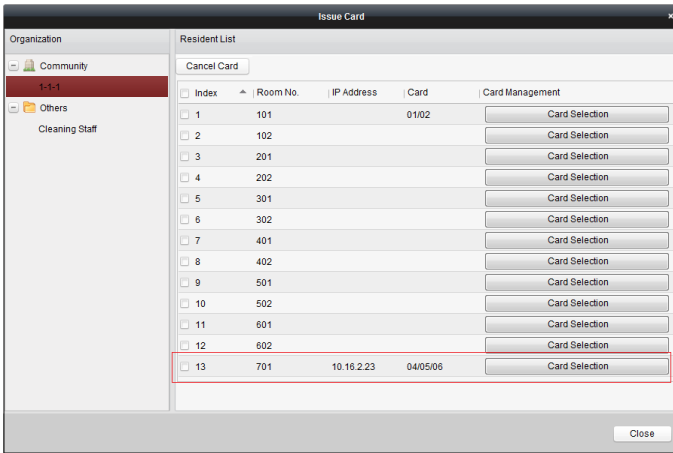 Issue Card
Organization
Resident List
Community
1-1-1
Others
Cleaning Staff
Cancel Card
Index Room No. IP Address Card Card Management
1 101 01/02 Card Selection
2 102 Card Selection
3 201 Card Selection
4 202 Card Selection
5 301 Card Selection
6 302 Card Selection
7 401 Card Selection
8 402 Card Selection
9 501 Card Selection
10 502 Card Selection
11 601 Card Selection
12 602 Card Selection
13 701 10.16.2.23 04/05/06 Card Selection
Close